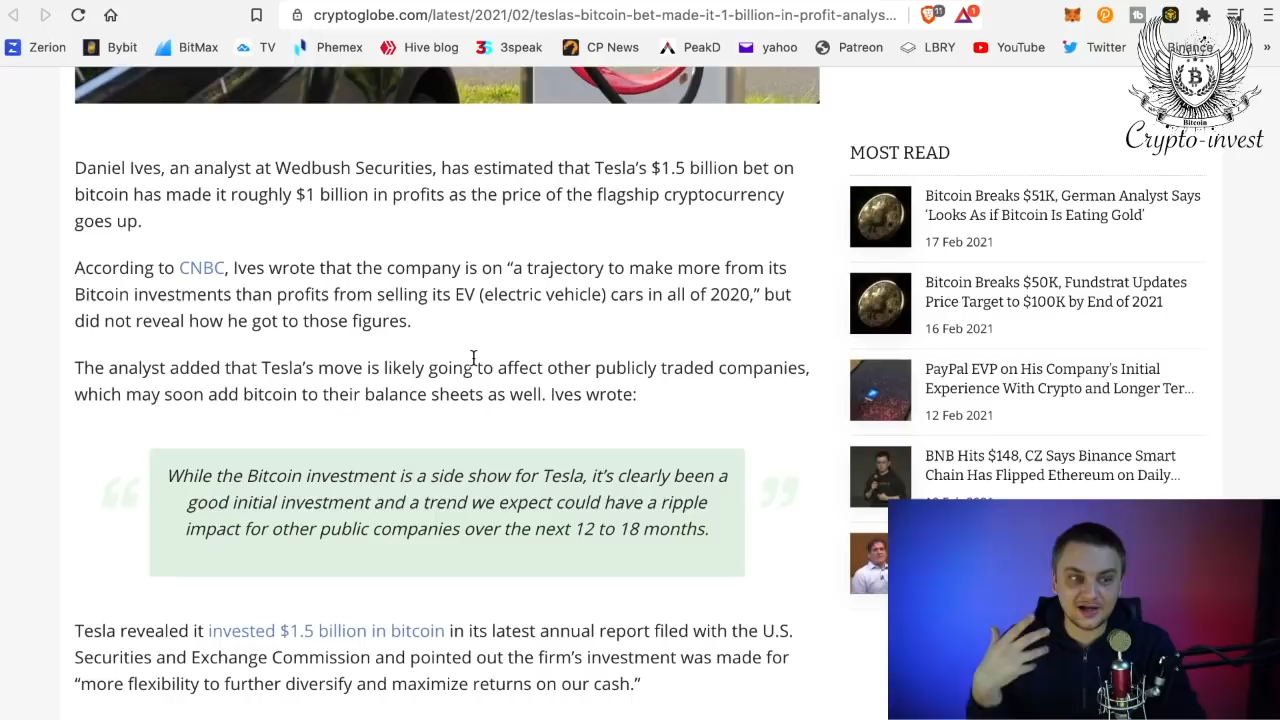 cryptoglobe.com/latest/2021/02/teslas-bitcoin-bet-made-it-1-billion-in-profit-analys...
11
1
Zerion
Bybit
BitMax
TV
Phemex
Hive blog
3speak
CP News
PeakD
yahoo
Patreon
LBRY
YouTube
Twitter
Binance
»
Bitcoin
Crypto-invest
Daniel Ives, an analyst at Wedbush Securities, has estimated that Tesla's $1.5 billion bet on
bitcoin has made it roughly $1 billion in profits as the price of the flagship cryptocurrency
goes up.
According to CNBC, Ives wrote that the company is on “a trajectory to make more from its
Bitcoin investments than profits from selling its EV (electric vehicle) cars in all of 2020,” but
did not reveal how he got to those figures.
The analyst added that Tesla's move is likely going to affect other publicly traded companies,
which may soon add bitcoin to their balance sheets as well. Ives wrote:
While the Bitcoin investment is a side show for Tesla, it's clearly been a
good initial investment and a trend we expect could have a ripple
impact for other public companies over the next 12 to 18 months.
Tesla revealed it invested $1.5 billion in bitcoin in its latest annual report filed with the U.S.
Securities and Exchange Commission and pointed out the firm's investment was made for
“more flexibility to further diversify and maximize returns on our cash.”
MOST READ
Bitcoin Breaks $51K, German Analyst Says
‘Looks As if Bitcoin Is Eating Gold’
17 Feb 2021
Bitcoin Breaks $50K, Fundstrat Updates
Price Target to $100K by End of 2021
16 Feb 2021
PayPal EVP on His Company's Initial
Experience With Crypto and Longer Ter...
12 Feb 2021
BNB Hits $148, CZ Says Binance Smart
Chain Has Flipped Ethereum on Daily...